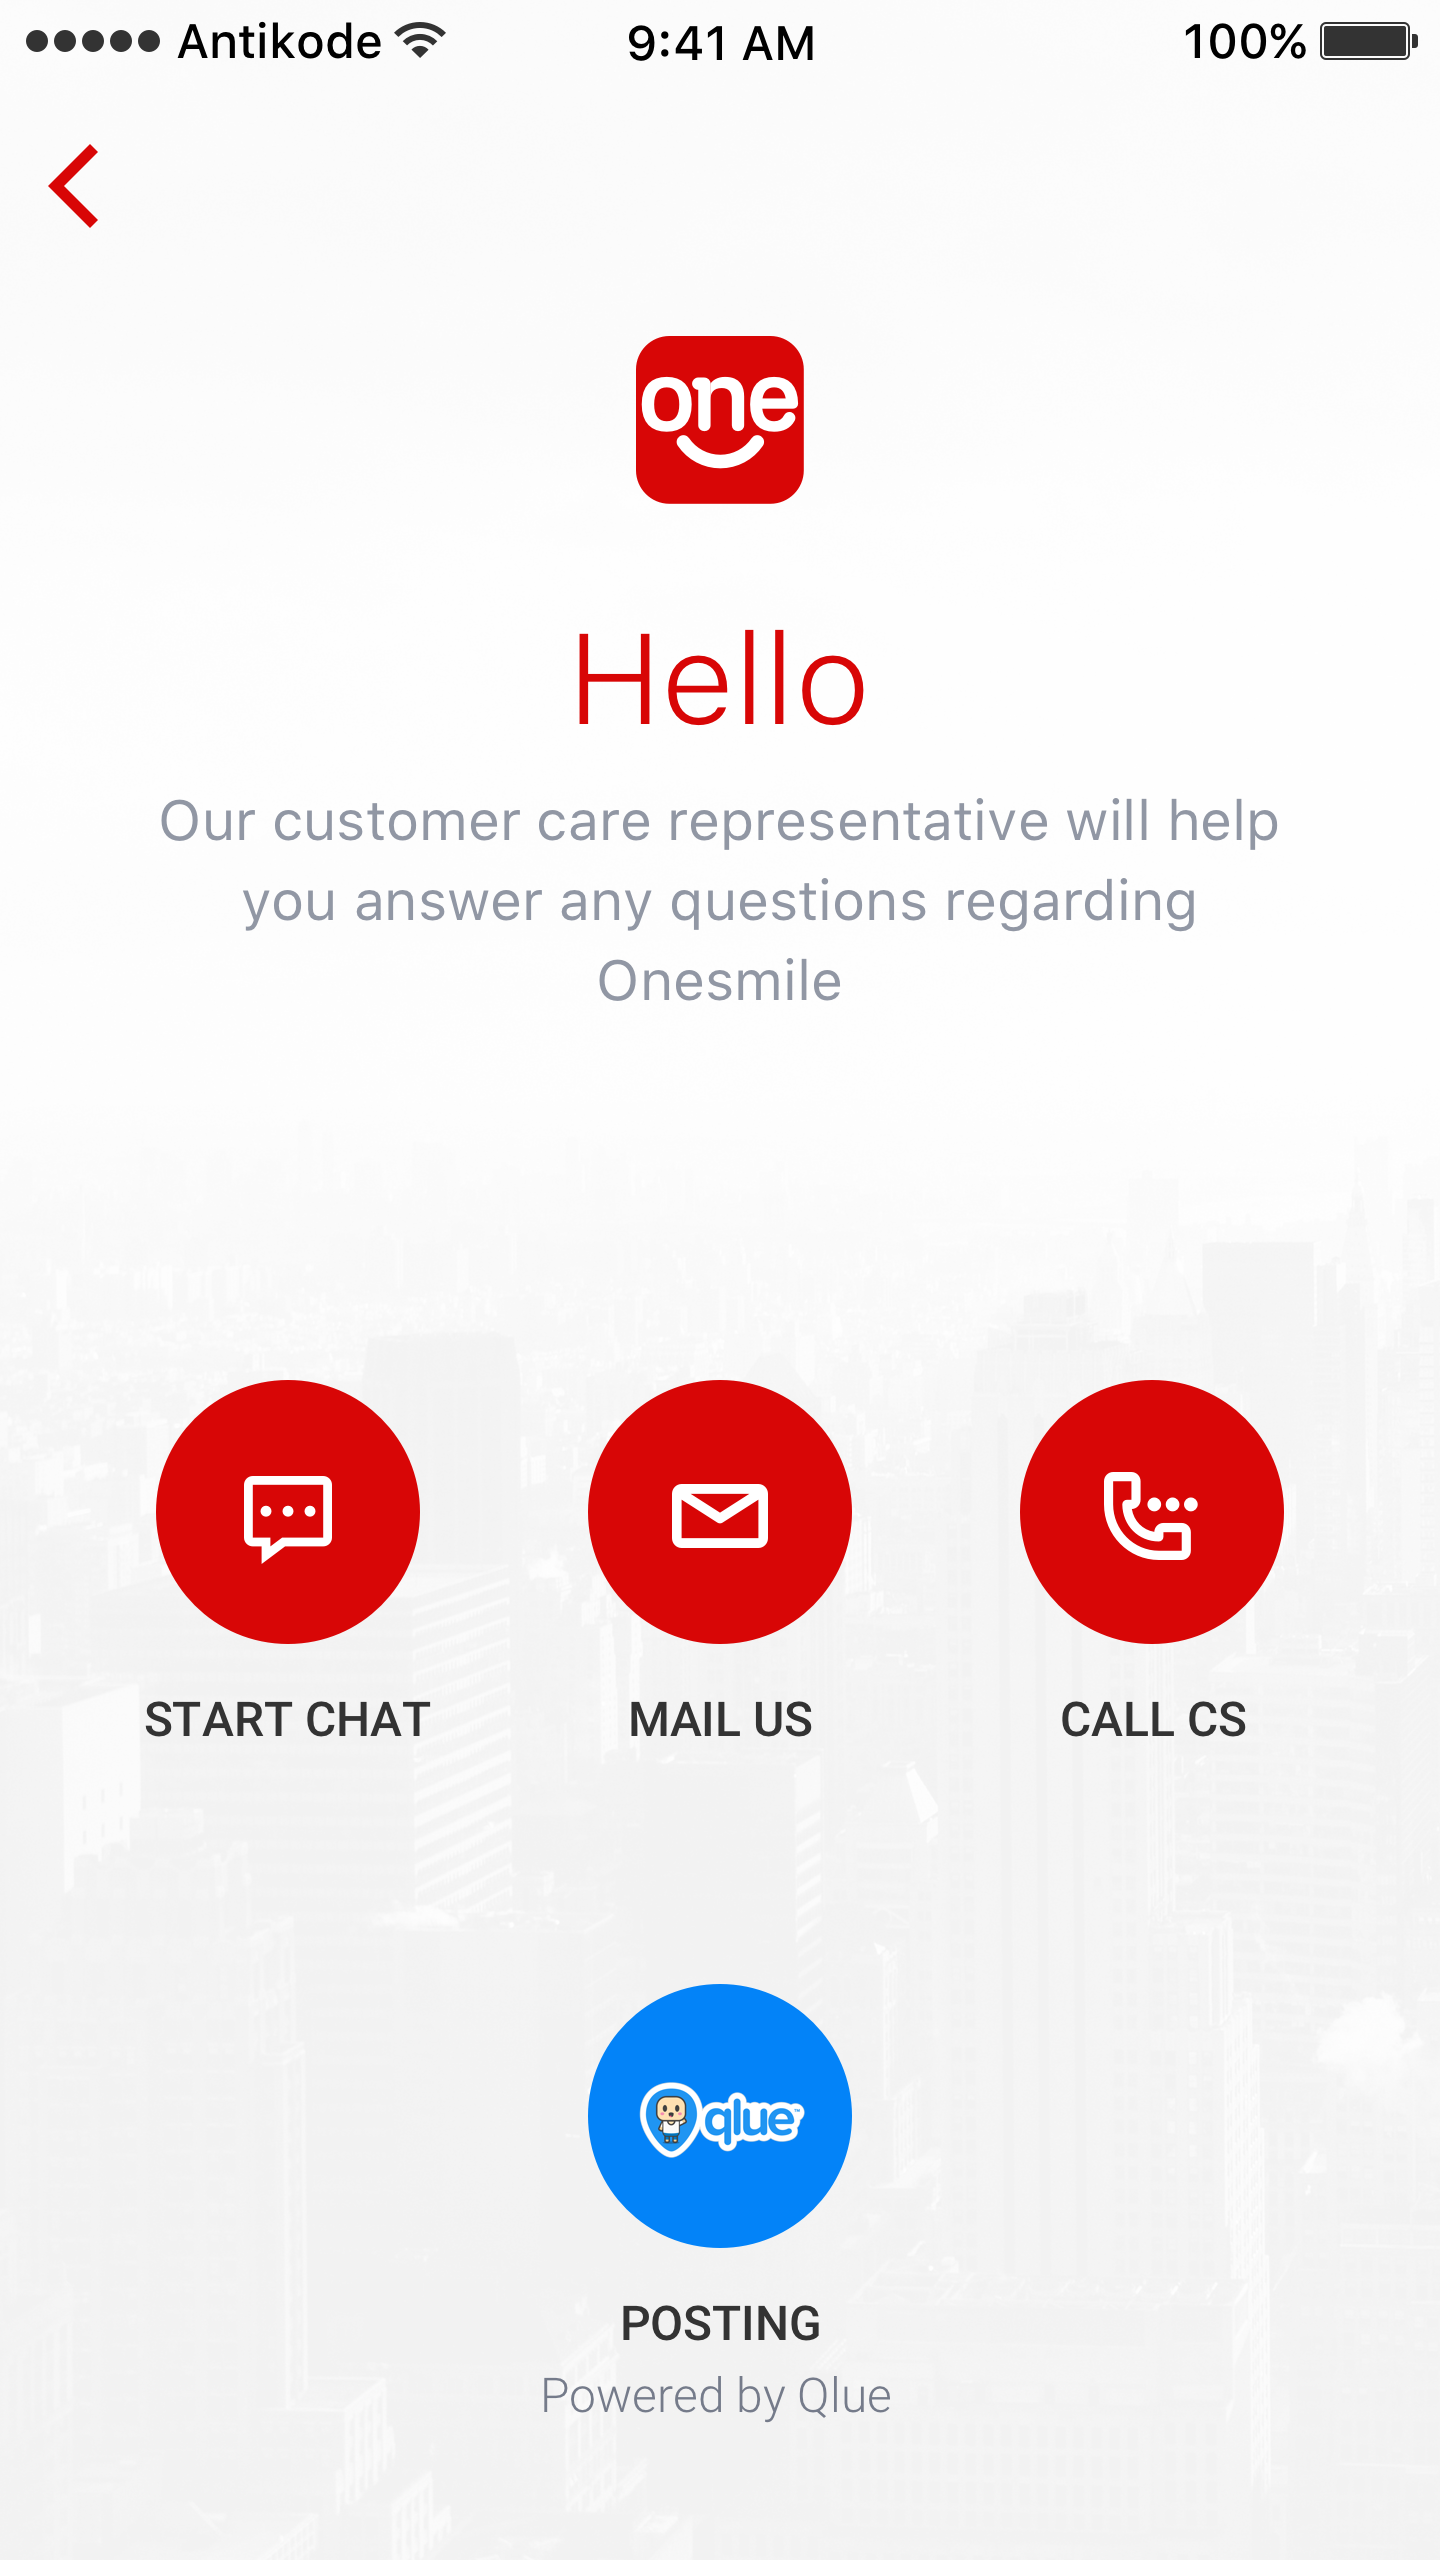 Antikode 9:41 AM 100%
one
Hello
Our customer care representative will help
you answer any questions regarding
Onesmile
START CHAT MAIL US CALL CS
qlue™
POSTING
Powered by Qlue